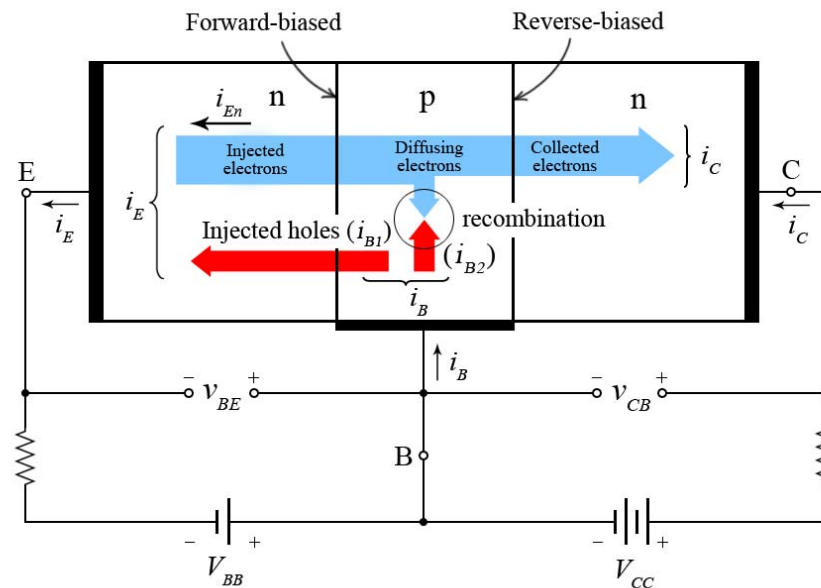 Forward-biased
Reverse-biased
n
p
n
i_En
Injected
electrons
Diffusing
electrons
Collected
electrons
i_C
E
i_E
i_E
recombination
C
i_C
Injected holes (i_B1)
(i_B2)
i_B
i_B
− v_BE +
− v_CB +
B
− +
− +
V_BB
V_CC